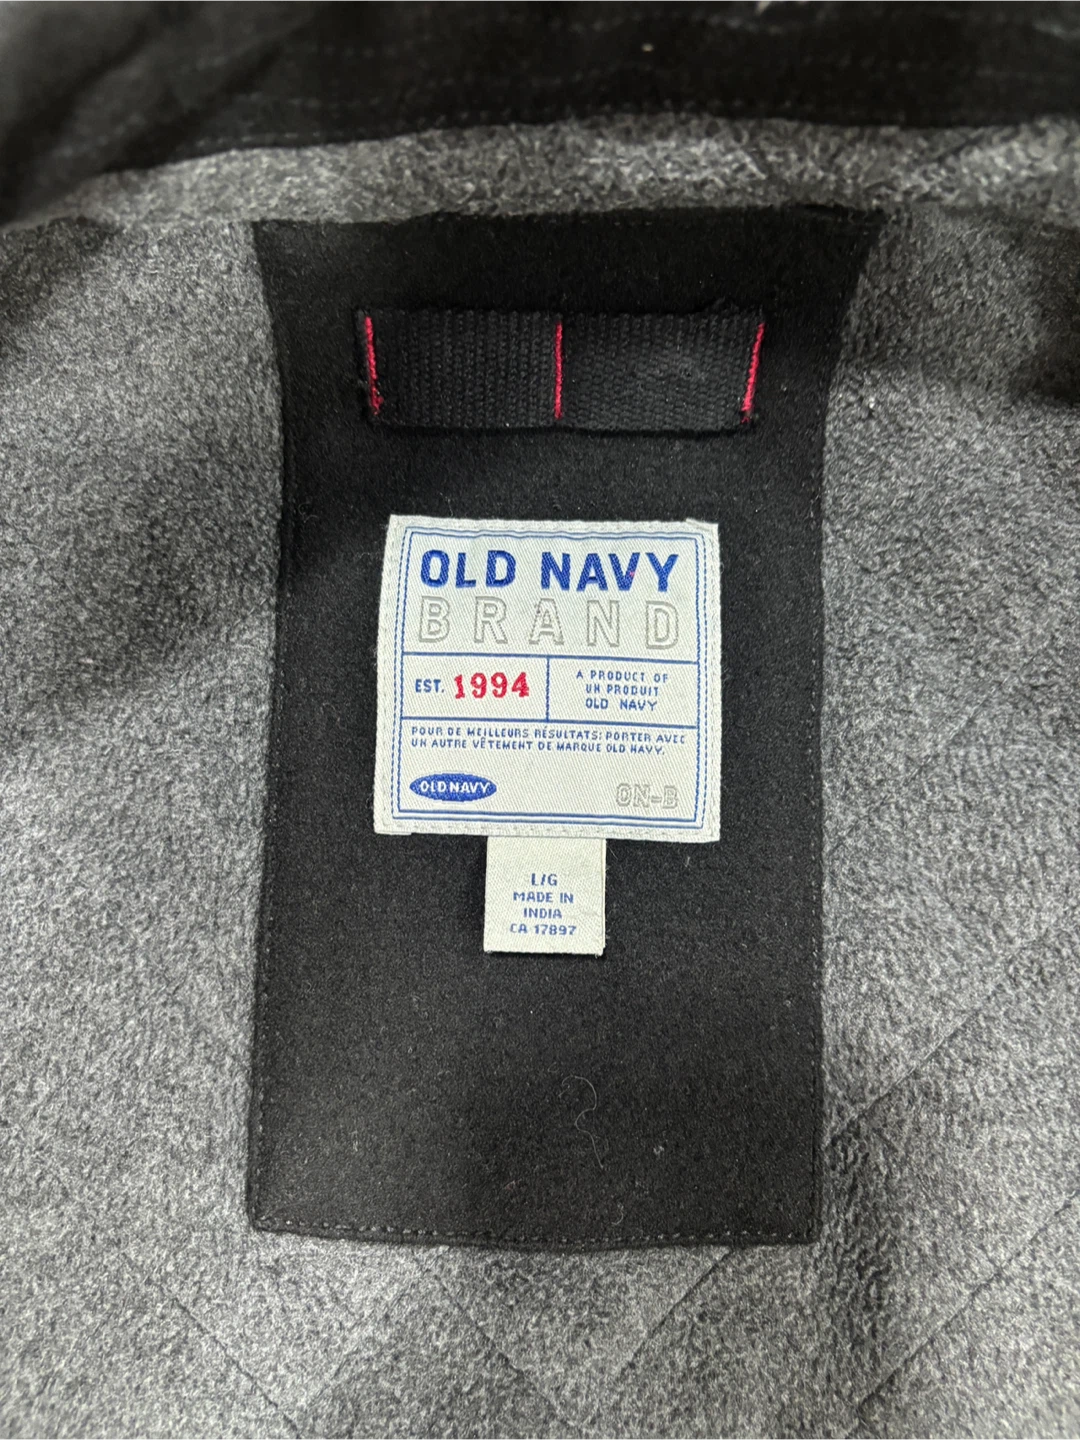 OLD NAVY
BRAND
EST. 1994
A PRODUCT OF
UN PRODUIT
OLD NAVY
POUR DE MEILLEURS RÉSULTATS: PORTER AVEC
UN AUTRE VÊTEMENT DE MARQUE OLD NAVY.
OLD NAVY
ON-B
L/G
MADE IN
INDIA
CA 17897